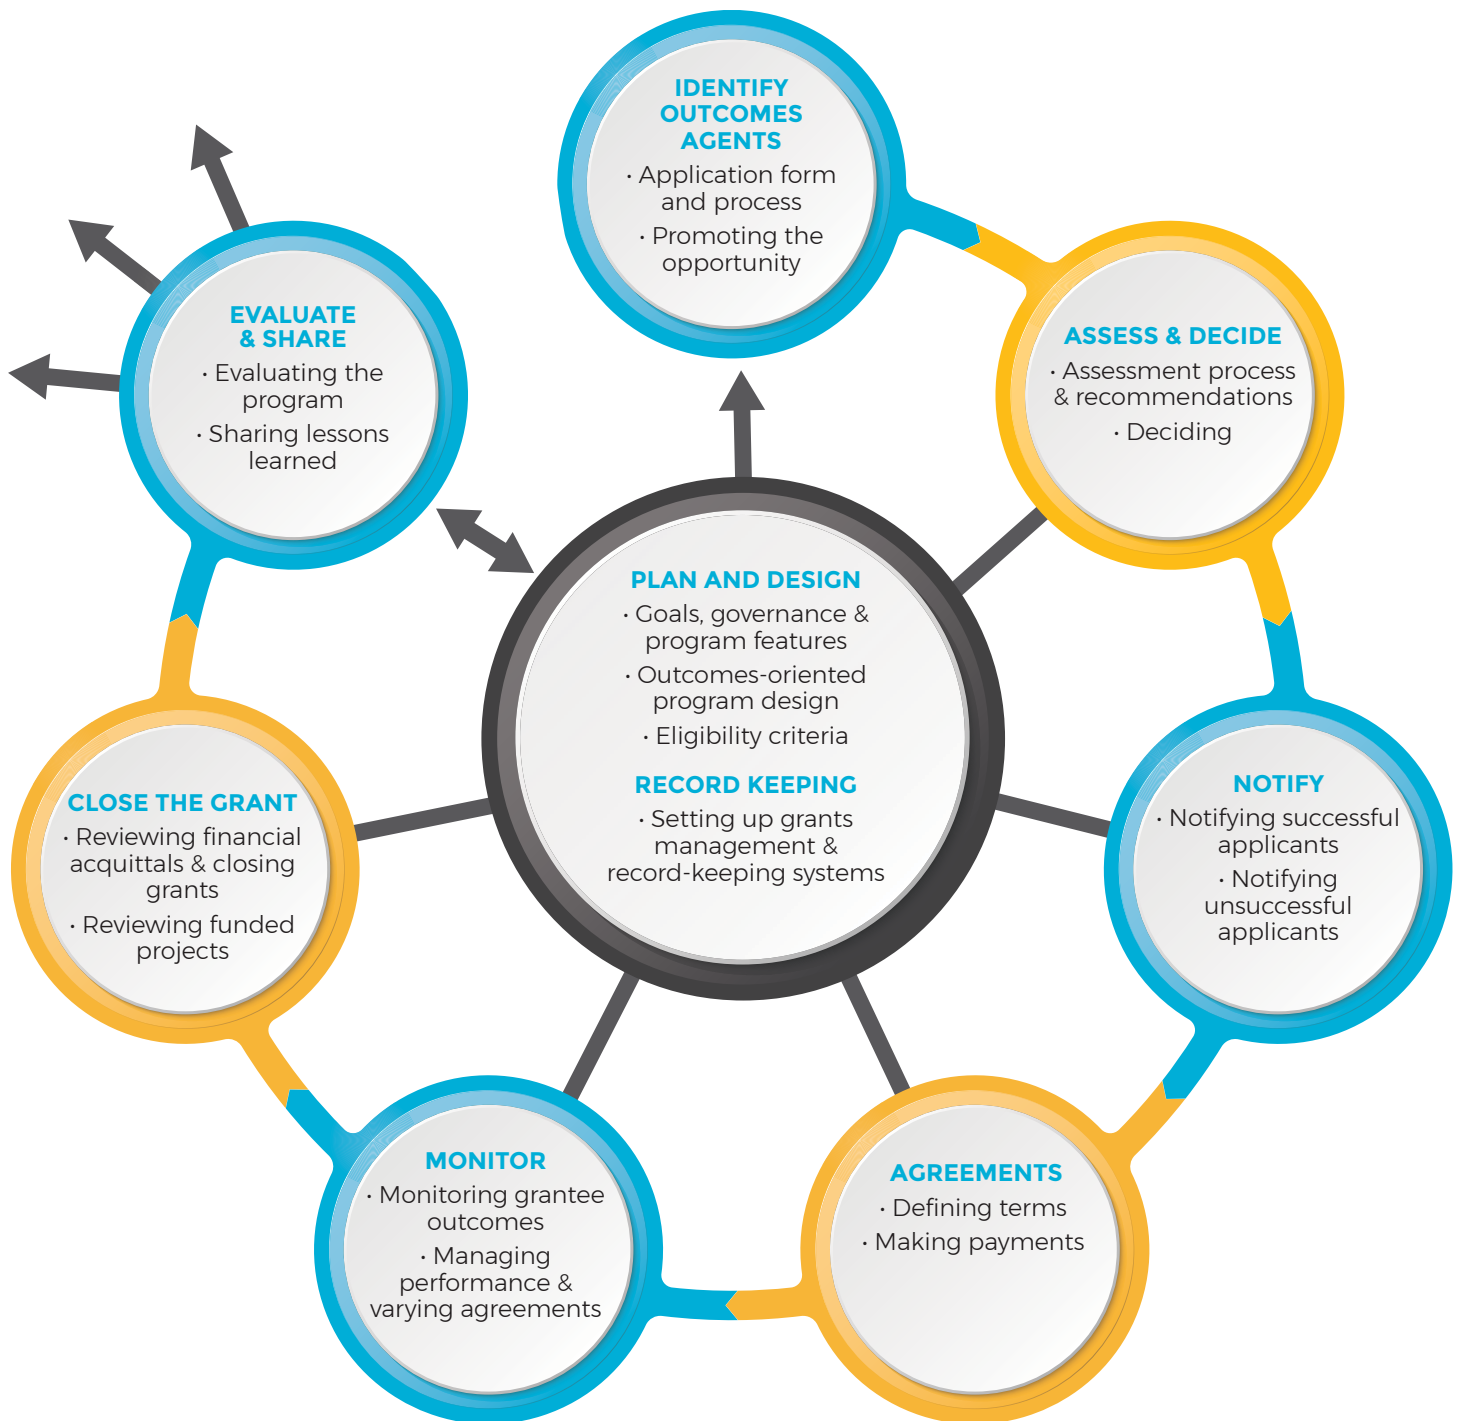 IDENTIFY
OUTCOMES
AGENTS
· Application form
and process
· Promoting the
opportunity
ASSESS & DECIDE
· Assessment process
& recommendations
· Deciding
NOTIFY
· Notifying successful
applicants
· Notifying
unsuccessful
applicants
AGREEMENTS
· Defining terms
· Making payments
MONITOR
· Monitoring grantee
outcomes
· Managing
performance &
varying agreements
CLOSE THE GRANT
· Reviewing financial
acquittals & closing
grants
· Reviewing funded
projects
EVALUATE
& SHARE
· Evaluating the
program
· Sharing lessons
learned
PLAN AND DESIGN
· Goals, governance &
program features
· Outcomes-oriented
program design
· Eligibility criteria
RECORD KEEPING
· Setting up grants
management &
record-keeping systems